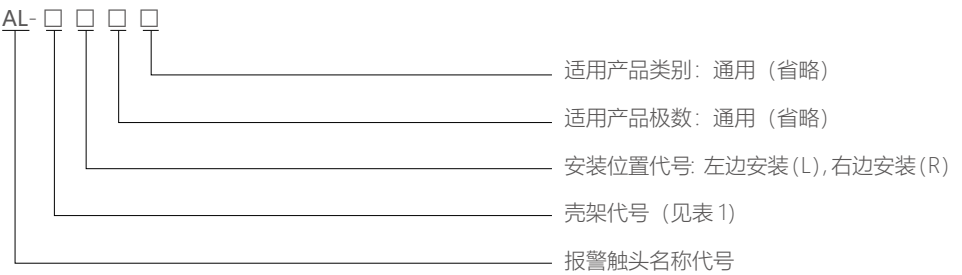 AL-□ □ □ □
适用产品类别：通用（省略）
适用产品极数：通用（省略）
安装位置代号: 左边安装(L),右边安装(R)
壳架代号（见表1)
报警触头名称代号